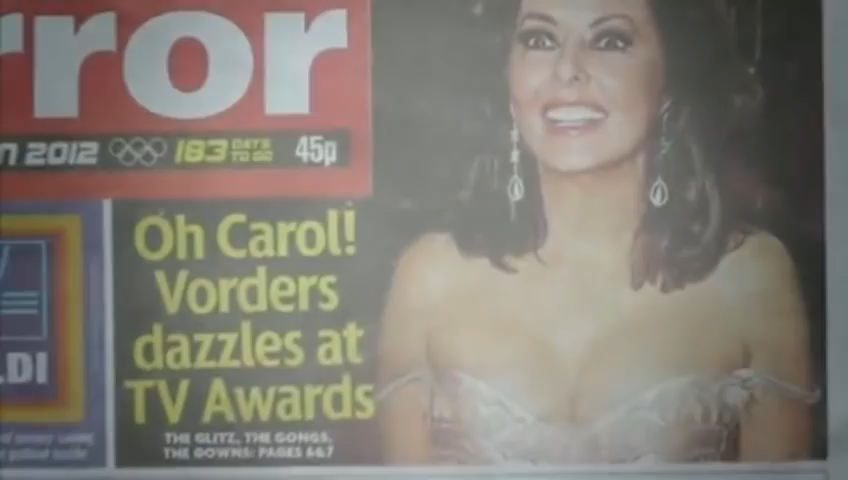 rror
n 2012 183 DAYS TO GO 45p
Oh Carol!
Vorders
dazzles at
TV Awards
THE GLITZ, THE GONGS,
THE GOWNS: PAGES 6&7
LDI